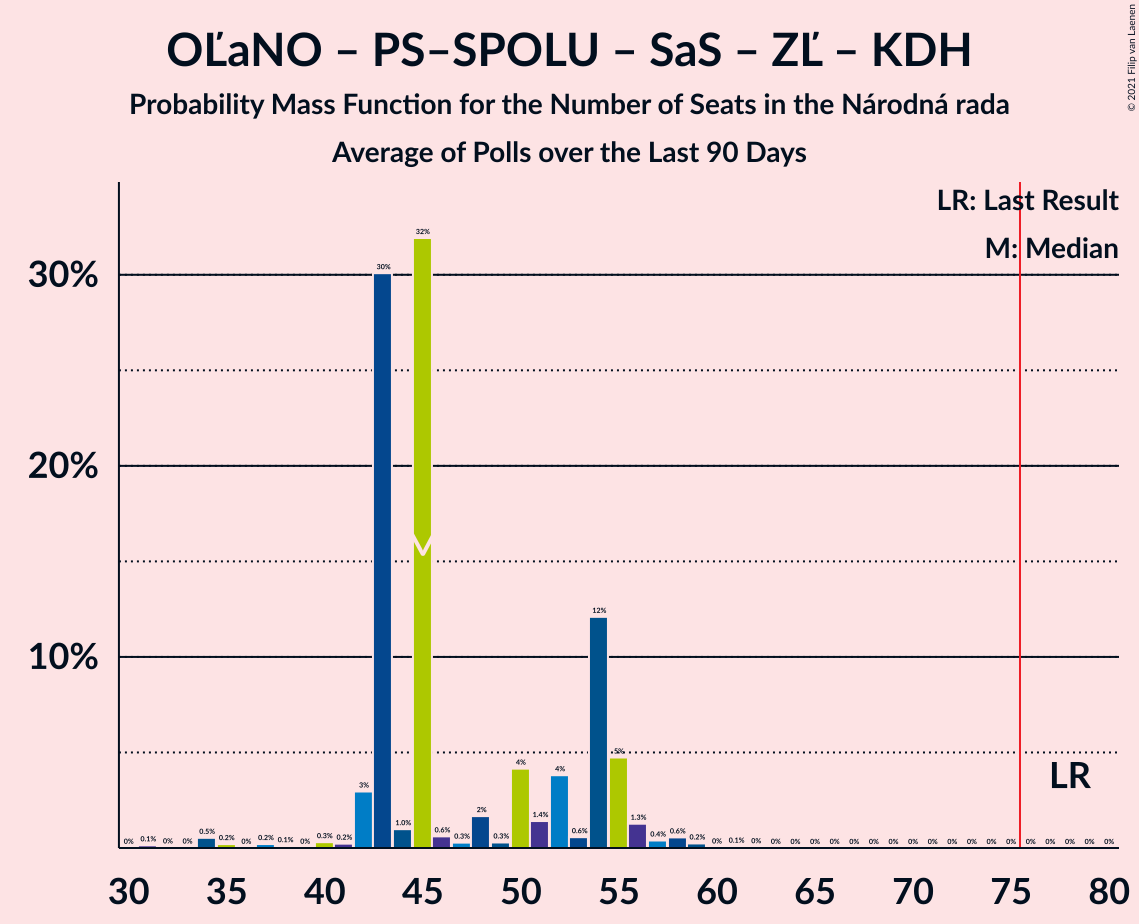 OĽaNO – PS–SPOLU – SaS – ZĽ – KDH
Probability Mass Function for the Number of Seats in the Národná rada
Average of Polls over the Last 90 Days
© 2021 Filip van Laenen
LR: Last Result
M: Median
30%
20%
10%
0% 0.1% 0% 0% 0.5% 0.2% 0% 0.2% 0.1% 0% 0.3% 0.2% 3% 30% 1.0% 32% 0.6% 0.3% 2% 0.3% 4% 1.4% 4% 0.6% 12% 5% 1.3% 0.4% 0.6% 0.2% 0% 0.1% 0% 0% 0% 0% 0% 0% 0% 0% 0% 0% 0% 0% 0% 0% 0% 0% 0% 0% 0%
M
LR
30 35 40 45 50 55 60 65 70 75 80